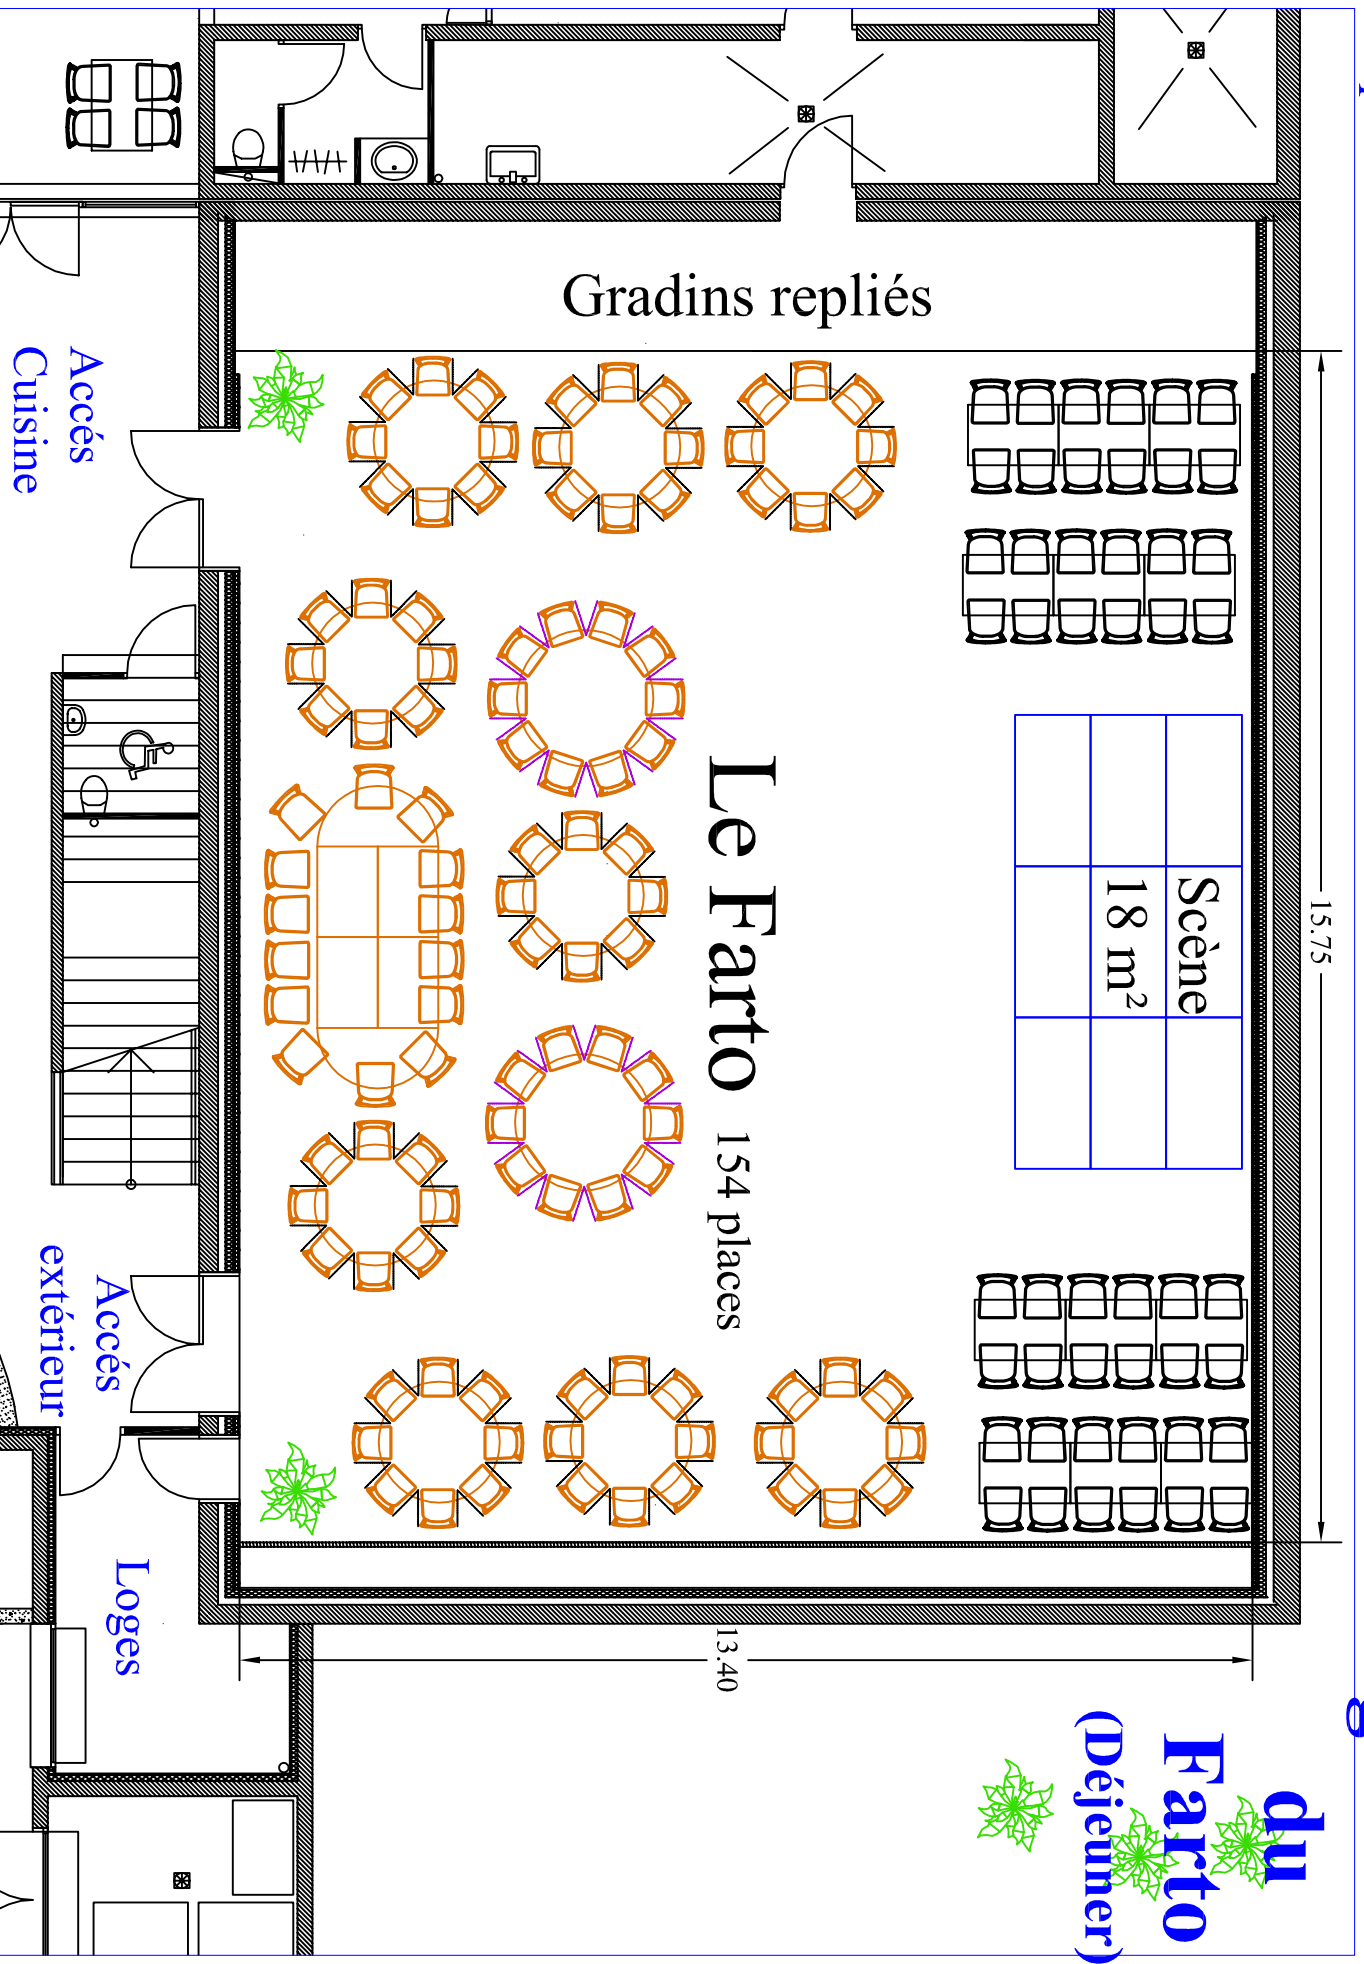 Gradins repliés
Accés
Cuisine
Scène
18 m²
15.75
Le Farto 154 places
Accés
extérieur
Loges
13.40
du
Farto
(Déjeuner)